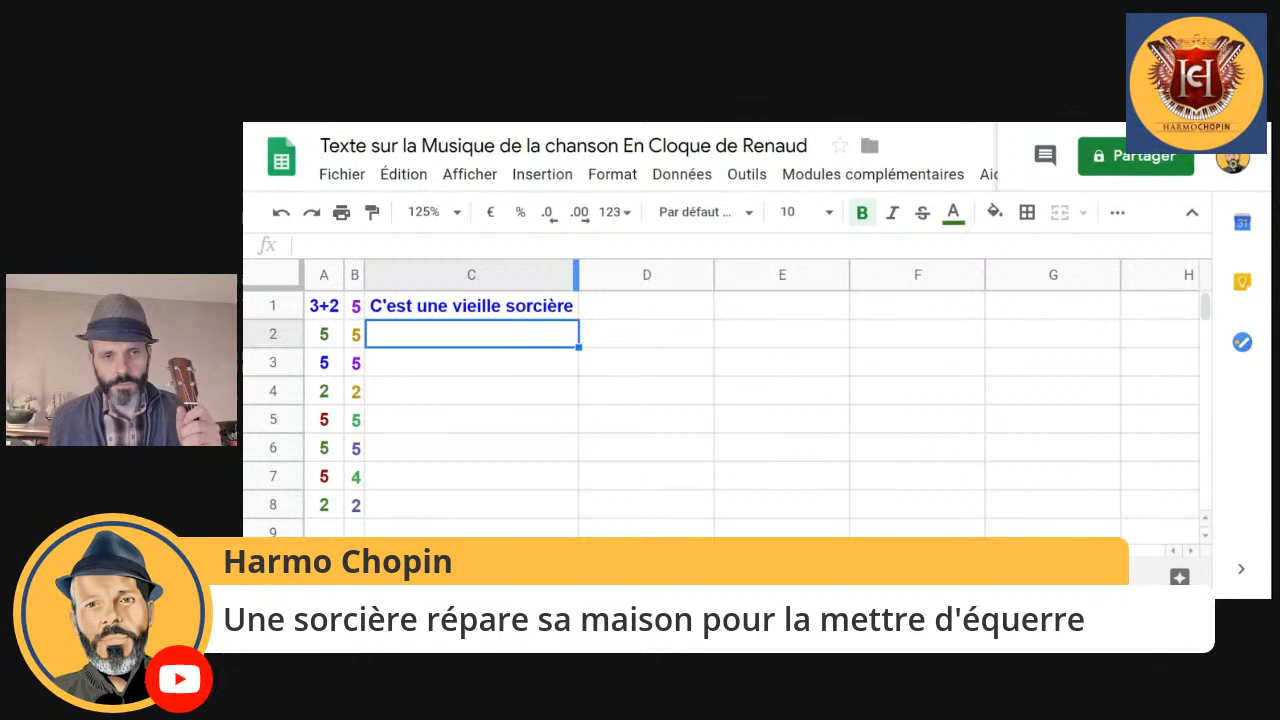 HC
HARMOCHOPIN
Texte sur la Musique de la chanson En Cloque de Renaud
Partager
Fichier Édition Afficher Insertion Format Données Outils Modules complémentaires Aid
125% € % .0 .00 123 Par défaut ... 10 B I S A ...
fx
31
A B C D E F G H
1 3+2 5 C'est une vieille sorcière
2 5 5
3 5 5
4 2 2
5 5 5
6 5 5
7 5 4
8 2 2
9
Harmo Chopin
Une sorcière répare sa maison pour la mettre d'équerre